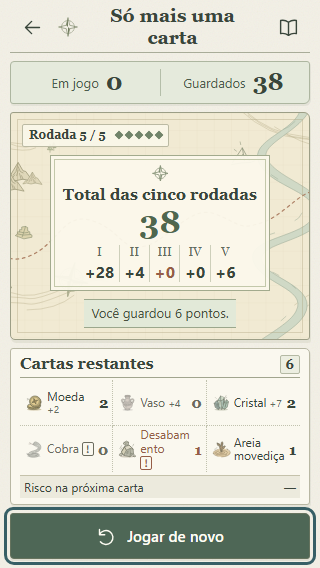 Só mais uma
carta
Em jogo 0 Guardados 38
Rodada 5 / 5
Total das cinco rodadas
38
I II III IV V
+28 +4 +0 +0 +6
Você guardou 6 pontos.
Cartas restantes 6
Moeda +2 2 Vaso +4 0 Cristal +7 2
Cobra ! 0 Desabam
ento ! 1 Areia
movediça 1
Risco na próxima carta —
Jogar de novo